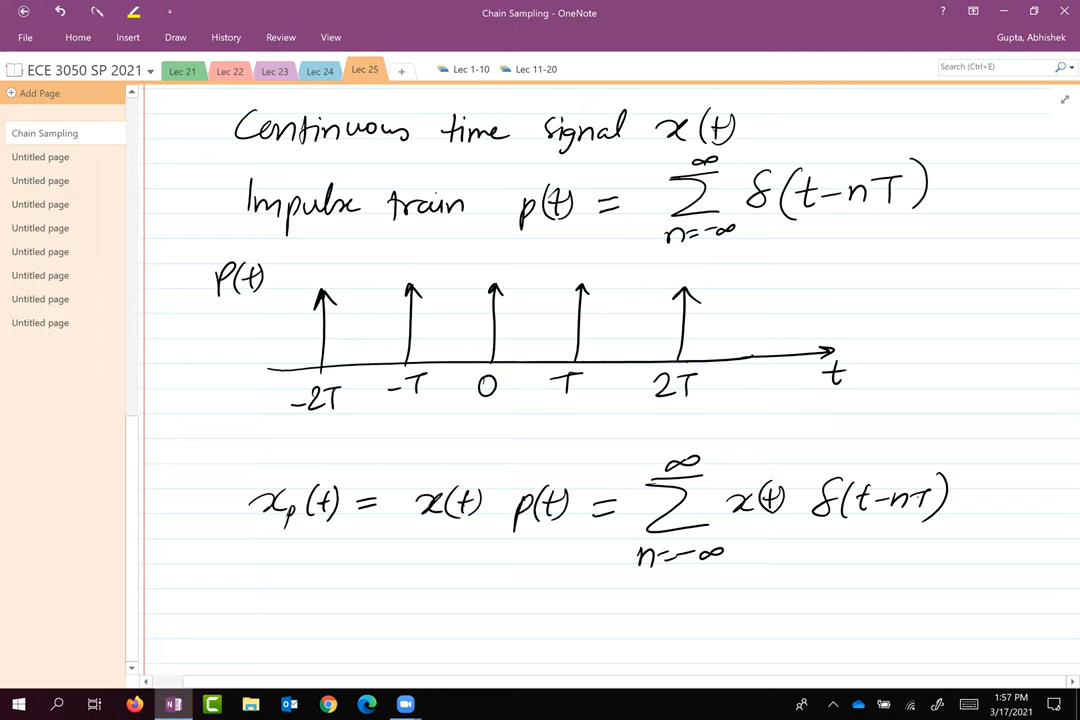 Chain Sampling - OneNote
?
File Home Insert Draw History Review View
Gupta, Abhishek
ECE 3050 SP 2021 Lec 21 Lec 22 Lec 23 Lec 24 Lec 25 + Lec 1-10 Lec 11-20 Search (Ctrl+E)
+ Add Page
Chain Sampling
Untitled page
Untitled page
Untitled page
Untitled page
Untitled page
Untitled page
Untitled page
Untitled page
Continuous time signal x(t)
Impulse train p(t) = ∑_{n=-∞}^{∞} δ(t-nT)
p(t)
-2T -T 0 T 2T t
x_p(t) = x(t) p(t) = ∑_{n=-∞}^{∞} x(t) δ(t-nT)
1:57 PM
3/17/2021